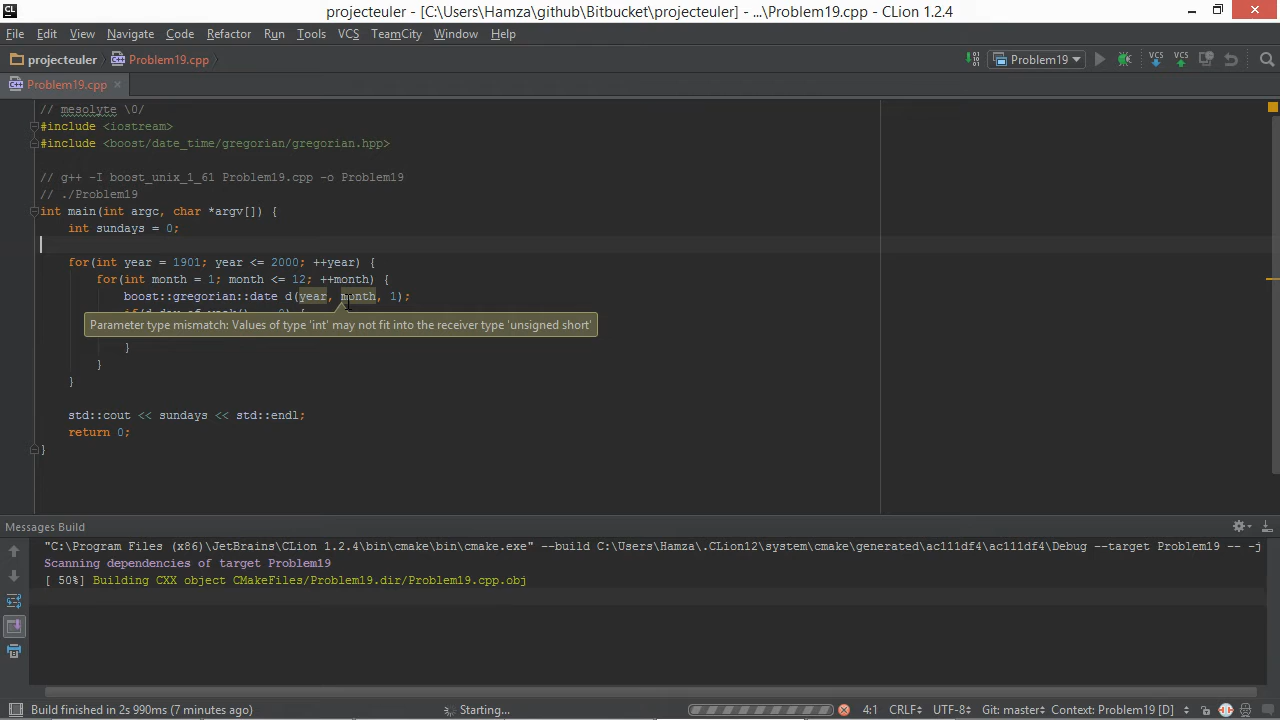 projecteuler - [C:\Users\Hamza\github\Bitbucket\projecteuler] - ...\Problem19.cpp - CLion 1.2.4
File Edit View Navigate Code Refactor Run Tools VCS TeamCity Window Help
projecteuler Problem19.cpp Problem19 VCS VCS
Problem19.cpp
// mesolyte \0/
#include <iostream>
#include <boost/date_time/gregorian/gregorian.hpp>
// g++ -I boost_unix_1_61 Problem19.cpp -o Problem19
// ./Problem19
int main(int argc, char *argv[]) {
int sundays = 0;
for(int year = 1901; year <= 2000; ++year) {
for(int month = 1; month <= 12; ++month) {
boost::gregorian::date d(year, month, 1);
Parameter type mismatch: Values of type 'int' may not fit into the receiver type 'unsigned short'
}
}
}
std::cout << sundays << std::endl;
return 0;
}
Messages Build
"C:\Program Files (x86)\JetBrains\CLion 1.2.4\bin\cmake\bin\cmake.exe" --build C:\Users\Hamza\.CLion12\system\cmake\generated\ac111df4\ac111df4\Debug --target Problem19 -- -j
Scanning dependencies of target Problem19
[ 50%] Building CXX object CMakeFiles/Problem19.dir/Problem19.cpp.obj
Build finished in 2s 990ms (7 minutes ago) Starting... 4:1 CRLF UTF-8 Git: master Context: Problem19 [D]